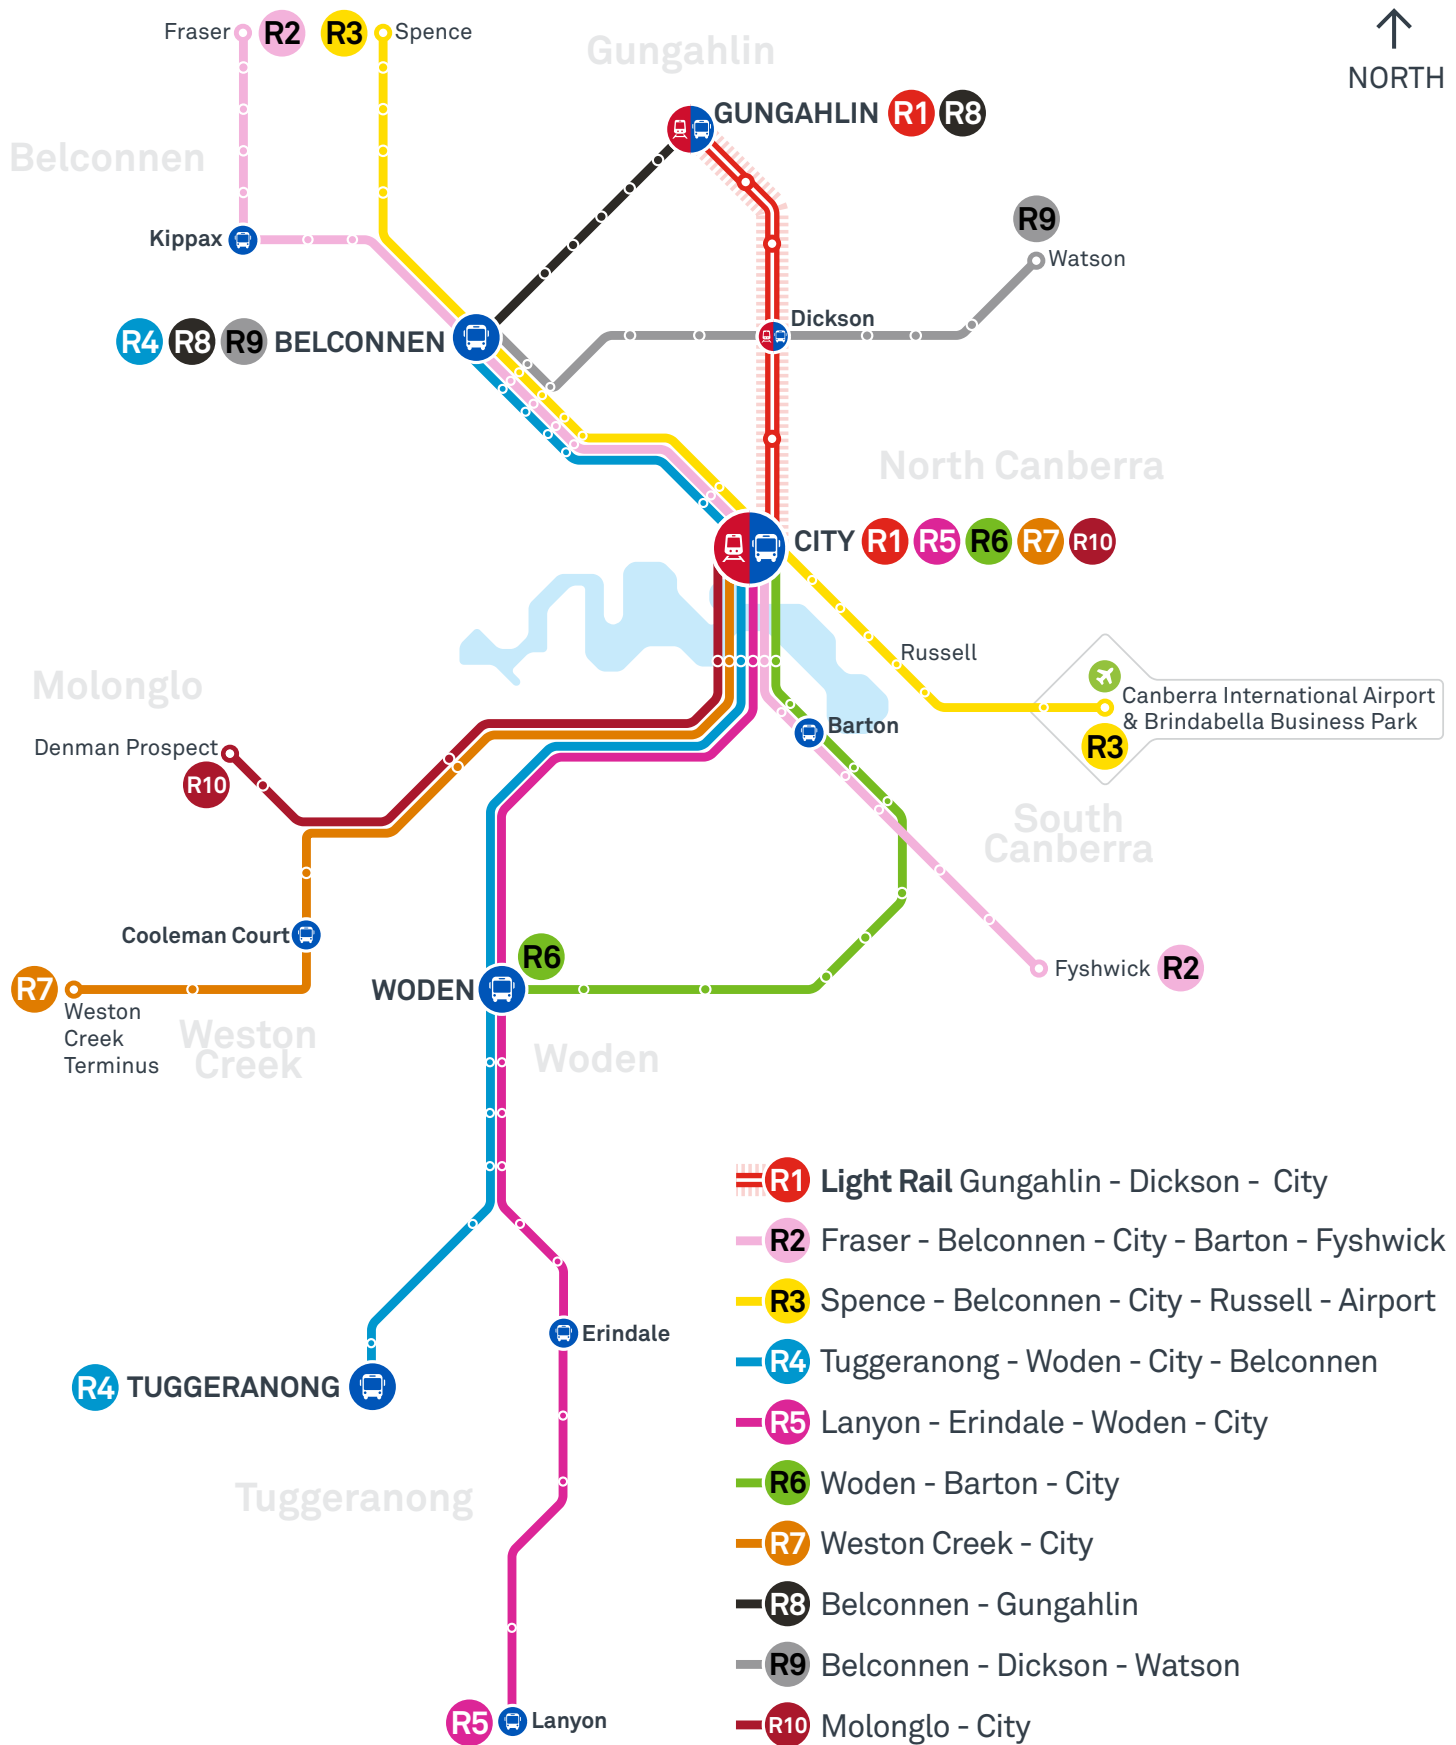 Fraser R2 R3 Spence
Gungahlin
NORTH
GUNGAHLIN R1 R8
Belconnen
R9
Kippax
Watson
Dickson
R4 R8 R9 BELCONNEN
North Canberra
CITY R1 R5 R6 R7 R10
Russell
Molonglo
Canberra International Airport
& Brindabella Business Park
Barton
R3
Denman Prospect
R10
South
Canberra
Cooleman Court
R6
Fyshwick R2
R7
WODEN
Weston
Creek
Terminus
Weston
Creek
Woden
R1 Light Rail Gungahlin - Dickson - City
R2 Fraser - Belconnen - City - Barton - Fyshwick
R3 Spence - Belconnen - City - Russell - Airport
Erindale
R4 TUGGERANONG
R4 Tuggeranong - Woden - City - Belconnen
R5 Lanyon - Erindale - Woden - City
Tuggeranong
R6 Woden - Barton - City
R7 Weston Creek - City
R8 Belconnen - Gungahlin
R9 Belconnen - Dickson - Watson
R5 Lanyon
R10 Molonglo - City